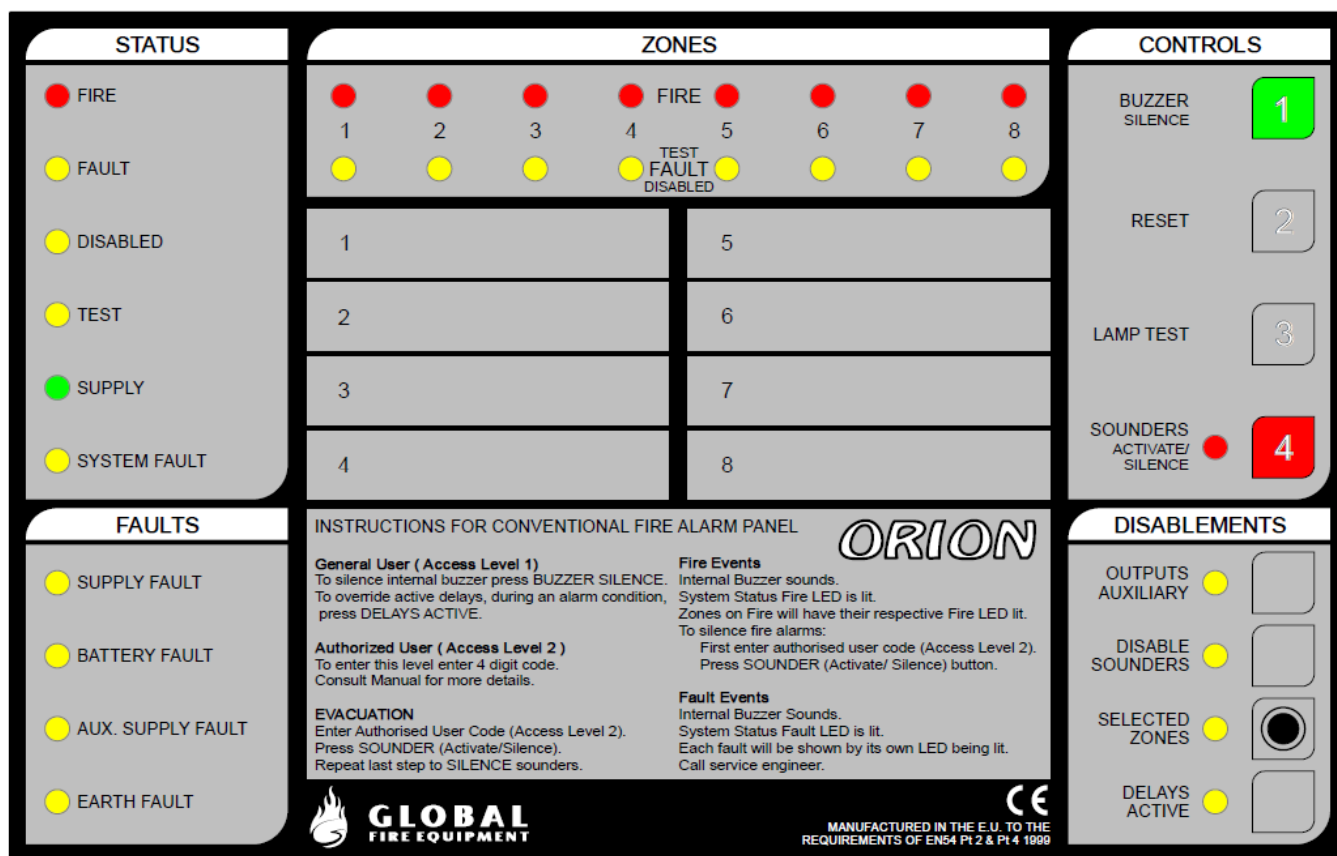 STATUS
FIRE
FAULT
DISABLED
TEST
SUPPLY
SYSTEM FAULT
ZONES
FIRE
1 2 3 4 5 6 7 8
TEST
FAULT
DISABLED
1
2
3
4
5
6
7
8
CONTROLS
BUZZER
SILENCE
1
RESET
2
LAMP TEST
3
SOUNDERS
ACTIVATE/
SILENCE
4
FAULTS
SUPPLY FAULT
BATTERY FAULT
AUX. SUPPLY FAULT
EARTH FAULT
INSTRUCTIONS FOR CONVENTIONAL FIRE ALARM PANEL
ORION
General User ( Access Level 1)
To silence internal buzzer press BUZZER SILENCE.
To override active delays, during an alarm condition,
press DELAYS ACTIVE.
Authorized User ( Access Level 2 )
To enter this level enter 4 digit code.
Consult Manual for more details.
EVACUATION
Enter Authorised User Code (Access Level 2).
Press SOUNDER (Activate/Silence).
Repeat last step to SILENCE sounders.
Fire Events
Internal Buzzer sounds.
System Status Fire LED is lit.
Zones on Fire will have their respective Fire LED lit.
To silence fire alarms:
First enter authorised user code (Access Level 2).
Press SOUNDER (Activate/ Silence) button.
Fault Events
Internal Buzzer Sounds.
System Status Fault LED is lit.
Each fault will be shown by its own LED being lit.
Call service engineer.
GLOBAL
FIRE EQUIPMENT
CE
MANUFACTURED IN THE E.U. TO THE
REQUIREMENTS OF EN54 Pt 2 & Pt 4 1999
DISABLEMENTS
OUTPUTS
AUXILIARY
DISABLE
SOUNDERS
SELECTED
ZONES
DELAYS
ACTIVE